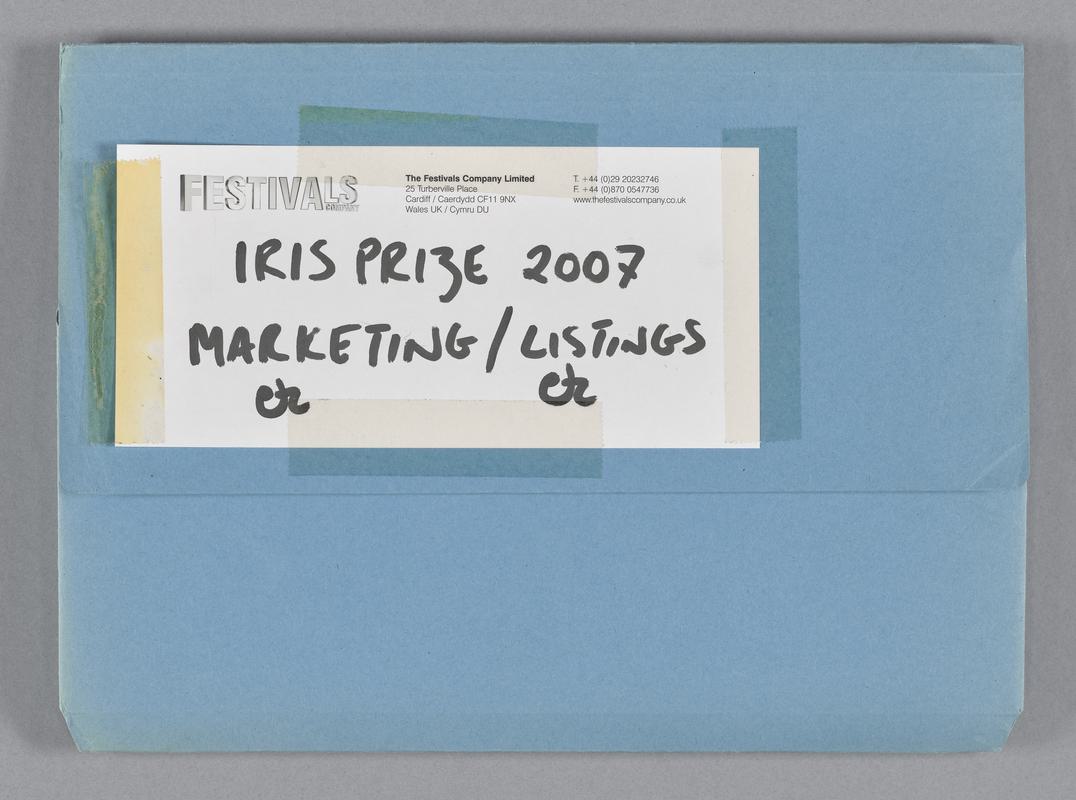 FESTIVALS
COMPANY
The Festivals Company Limited
25 Turberville Place
Cardiff / Caerdydd CF11 9NX
Wales UK / Cymru DU
T. +44 (0)29 20232746
F. +44 (0)870 0547736
www.thefestivalscompany.co.uk
IRIS PRIZE 2007
MARKETING / LISTINGS
etc etc